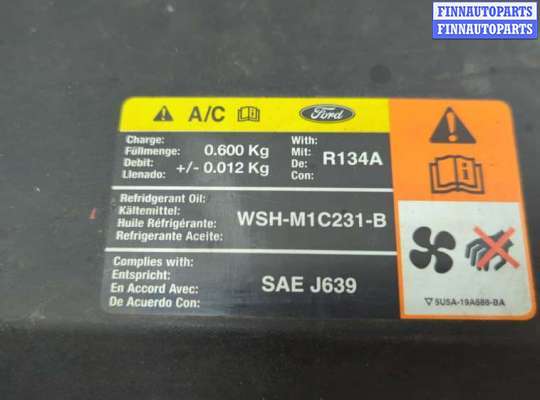 FINNAUTOPARTS
FINNAUTOPARTS
A/C
Ford
Charge:
Füllmenge:
Debit:
Llenado:
0.600 Kg
+/- 0.012 Kg
With:
Mit:
De:
Con:
R134A
Refridgerant Oil:
Kältemittel:
Huile Réfrigérante:
Refrigerante Aceite:
WSH-M1C231-B
Complies with:
Entspricht:
En Accord Avec:
De Acuerdo Con:
SAE J639
5U5A-19A688-BA